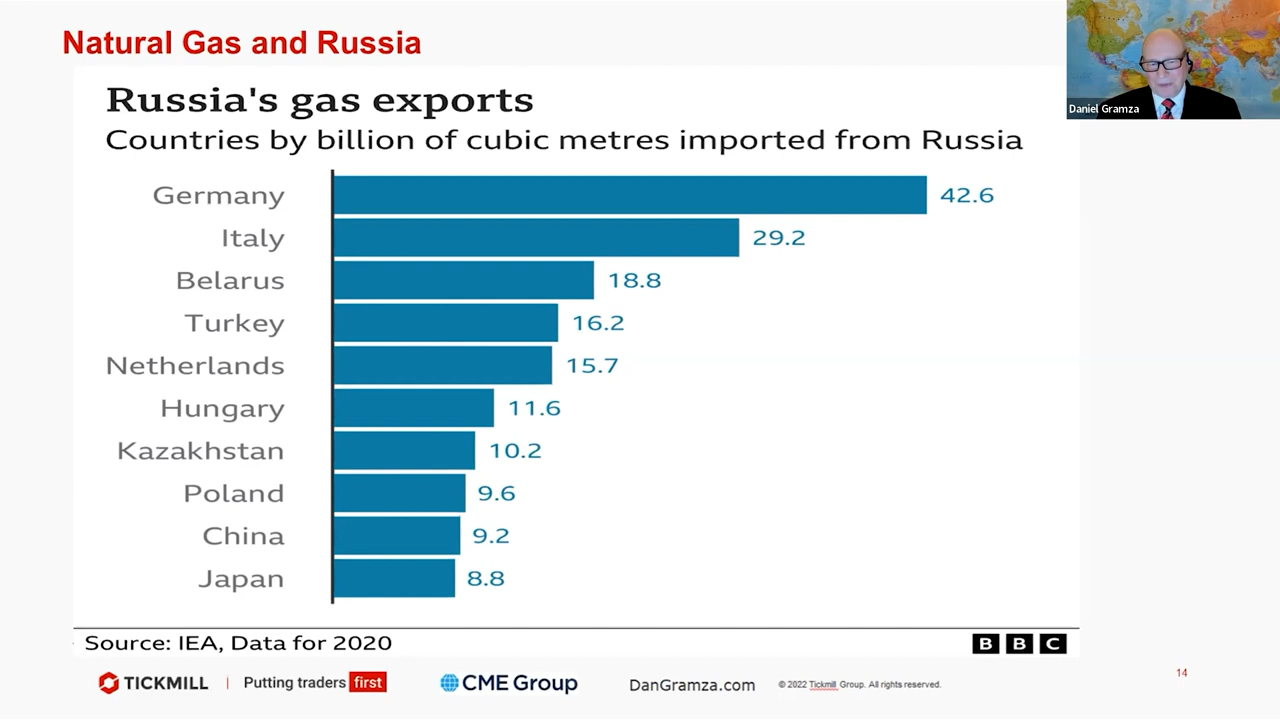 Natural Gas and Russia
Daniel Gramza
Russia's gas exports
Countries by billion of cubic metres imported from Russia
Germany 42.6
Italy 29.2
Belarus 18.8
Turkey 16.2
Netherlands 15.7
Hungary 11.6
Kazakhstan 10.2
Poland 9.6
China 9.2
Japan 8.8
Source: IEA, Data for 2020 BBC
TICKMILL | Putting traders first CME Group DanGramza.com © 2022 Tickmill Group. All rights reserved. 14